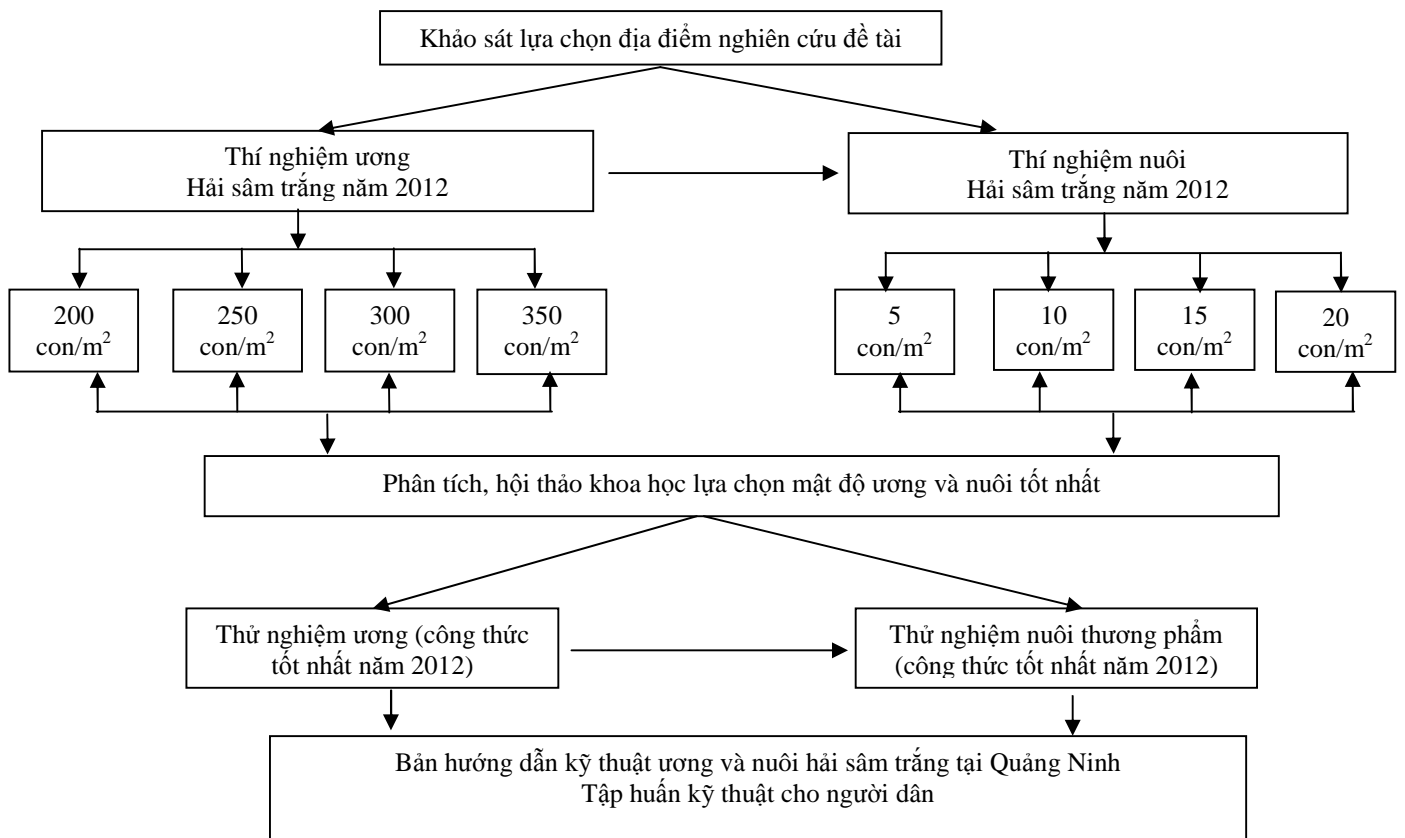 Khảo sát lựa chọn địa điểm nghiên cứu đề tài
Thí nghiệm ương
Hải sâm trắng năm 2012
Thí nghiệm nuôi
Hải sâm trắng năm 2012
200
con/m²
250
con/m²
300
con/m²
350
con/m²
5
con/m²
10
con/m²
15
con/m²
20
con/m²
Phân tích, hội thảo khoa học lựa chọn mật độ ương và nuôi tốt nhất
Thử nghiệm ương (công thức
tốt nhất năm 2012)
Thử nghiệm nuôi thương phẩm
(công thức tốt nhất năm 2012)
Bản hướng dẫn kỹ thuật ương và nuôi hải sâm trắng tại Quảng Ninh
Tập huấn kỹ thuật cho người dân